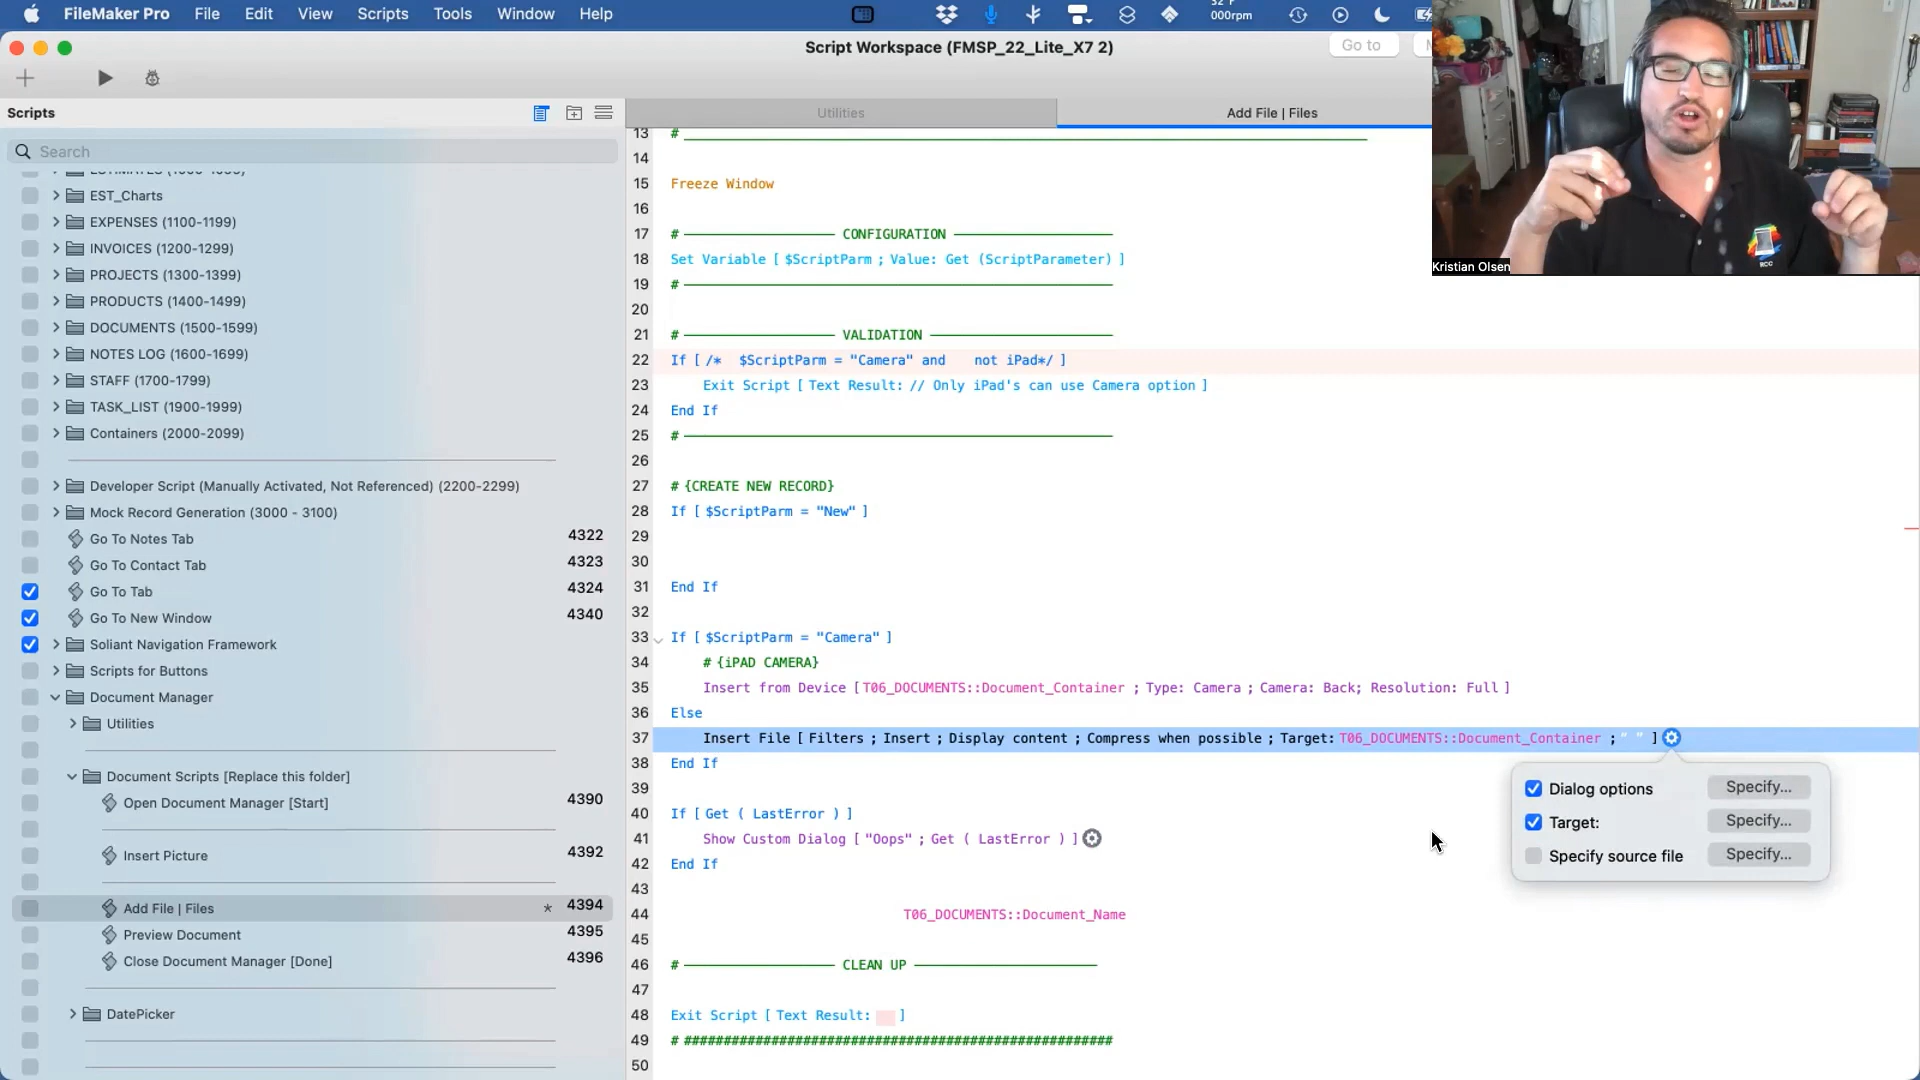 FileMaker Pro File Edit View Scripts Tools Window Help
000rpm
Script Workspace (FMSP_22_Lite_X7 2)
Go to
Scripts
Search
EST_Charts
EXPENSES (1100-1199)
INVOICES (1200-1299)
PROJECTS (1300-1399)
PRODUCTS (1400-1499)
DOCUMENTS (1500-1599)
NOTES LOG (1600-1699)
STAFF (1700-1799)
TASK_LIST (1900-1999)
Containers (2000-2099)
Developer Script (Manually Activated, Not Referenced) (2200-2299)
Mock Record Generation (3000 - 3100)
Go To Notes Tab 4322
Go To Contact Tab 4323
Go To Tab 4324
Go To New Window 4340
Soliant Navigation Framework
Scripts for Buttons
Document Manager
Utilities
Document Scripts [Replace this folder]
Open Document Manager [Start] 4390
Insert Picture 4392
Add File | Files * 4394
Preview Document 4395
Close Document Manager [Done] 4396
DatePicker
Utilities
Add File | Files
13 #
14
15 Freeze Window
16
17 # CONFIGURATION
18 Set Variable [ $ScriptParm ; Value: Get (ScriptParameter) ]
19 #
20
21 # VALIDATION
22 If [ /* $ScriptParm = "Camera" and not iPad*/ ]
23 Exit Script [ Text Result: // Only iPad's can use Camera option ]
24 End If
25 #
26
27 # {CREATE NEW RECORD}
28 If [ $ScriptParm = "New" ]
29
30
31 End If
32
33 If [ $ScriptParm = "Camera" ]
34 # {iPAD CAMERA}
35 Insert from Device [ T06_DOCUMENTS::Document_Container ; Type: Camera ; Camera: Back; Resolution: Full ]
36 Else
37 Insert File [ Filters ; Insert ; Display content ; Compress when possible ; Target: T06_DOCUMENTS::Document_Container ; " " ]
38 End If
39
40 If [ Get ( LastError ) ]
41 Show Custom Dialog [ "Oops" ; Get ( LastError ) ]
42 End If
43
44 T06_DOCUMENTS::Document_Name
45
46 # CLEAN UP
47
48 Exit Script [ Text Result: ]
49 # ######################################################
50
Dialog options Specify...
Target: Specify...
Specify source file Specify...
RCC
Kristian Olsen